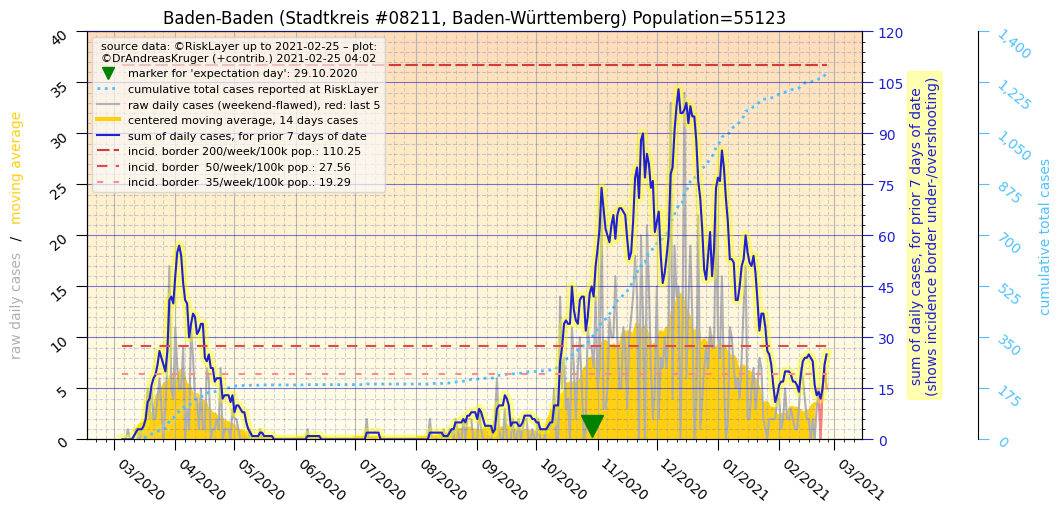 Baden-Baden (Stadtkreis #08211, Baden-Württemberg) Population=55123
source data: ©RiskLayer up to 2021-02-25 – plot:
©DrAndreasKruger (+contrib.) 2021-02-25 04:02
marker for 'expectation day': 29.10.2020
cumulative total cases reported at RiskLayer
raw daily cases (weekend-flawed), red: last 5
centered moving average, 14 days cases
sum of daily cases, for prior 7 days of date
incid. border 200/week/100k pop.: 110.25
incid. border  50/week/100k pop.: 27.56
incid. border  35/week/100k pop.: 19.29
raw daily cases / moving average
40
35
30
25
20
15
10
5
0
03/2020
04/2020
05/2020
06/2020
07/2020
08/2020
09/2020
10/2020
11/2020
12/2020
01/2021
02/2021
03/2021
120
105
90
75
60
45
30
15
0
sum of daily cases, for prior 7 days of date
(shows incidence border under-/overshooting)
1,400
1,225
1,050
875
700
525
350
175
0
cumulative total cases